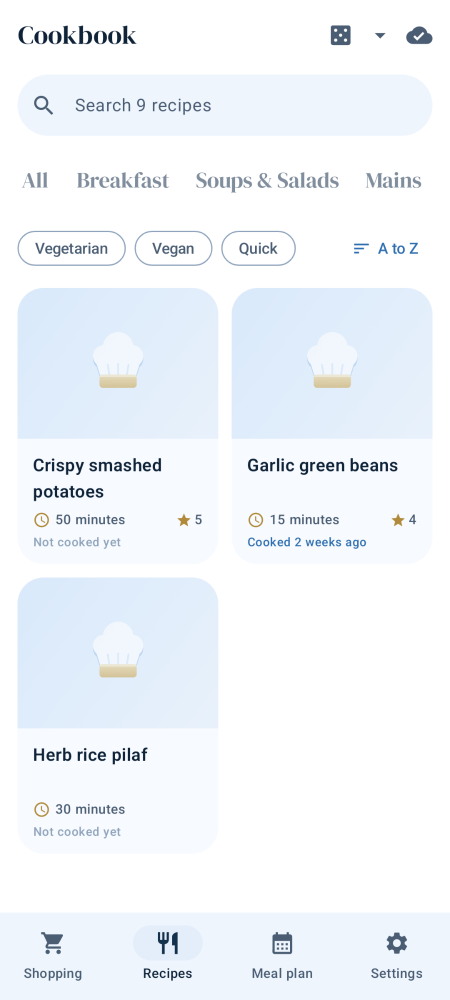 Cookbook
Search 9 recipes
All Breakfast Soups & Salads Mains
Vegetarian Vegan Quick A to Z
Crispy smashed
potatoes
50 minutes 5
Not cooked yet
Garlic green beans
15 minutes 4
Cooked 2 weeks ago
Herb rice pilaf
30 minutes
Not cooked yet
Shopping Recipes Meal plan Settings